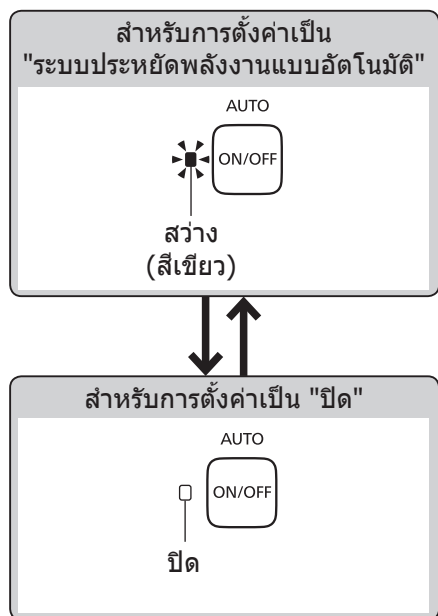 สำหรับการตั้งค่าเป็น
"ระบบประหยัดพลังงานแบบอัตโนมัติ"
AUTO
ON/OFF
สว่าง
(สีเขียว)
สำหรับการตั้งค่าเป็น "ปิด"
AUTO
ON/OFF
ปิด